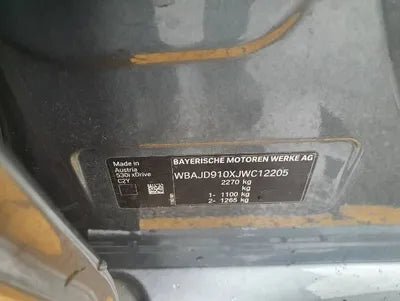 Made in
Austria
530i xDrive
BAYERISCHE MOTOREN WERKE AG
WBAJD910XJWC12205
2270 kg
kg
1- 1100 kg
2- 1265 kg